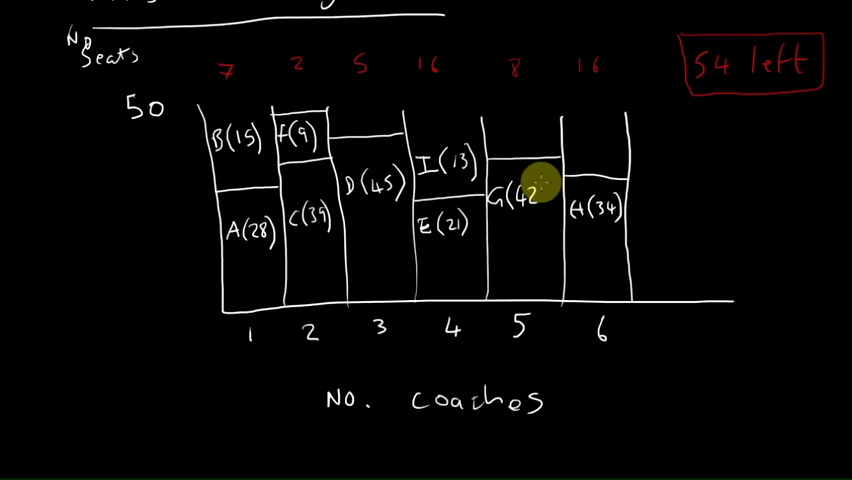 No
Seats
7 2 5 16 8 16
54 left
50
B(15) F(9)
I(13)
D(45)
G(42
A(28) C(39) E(21) H(34)
1 2 3 4 5 6
NO. coaches